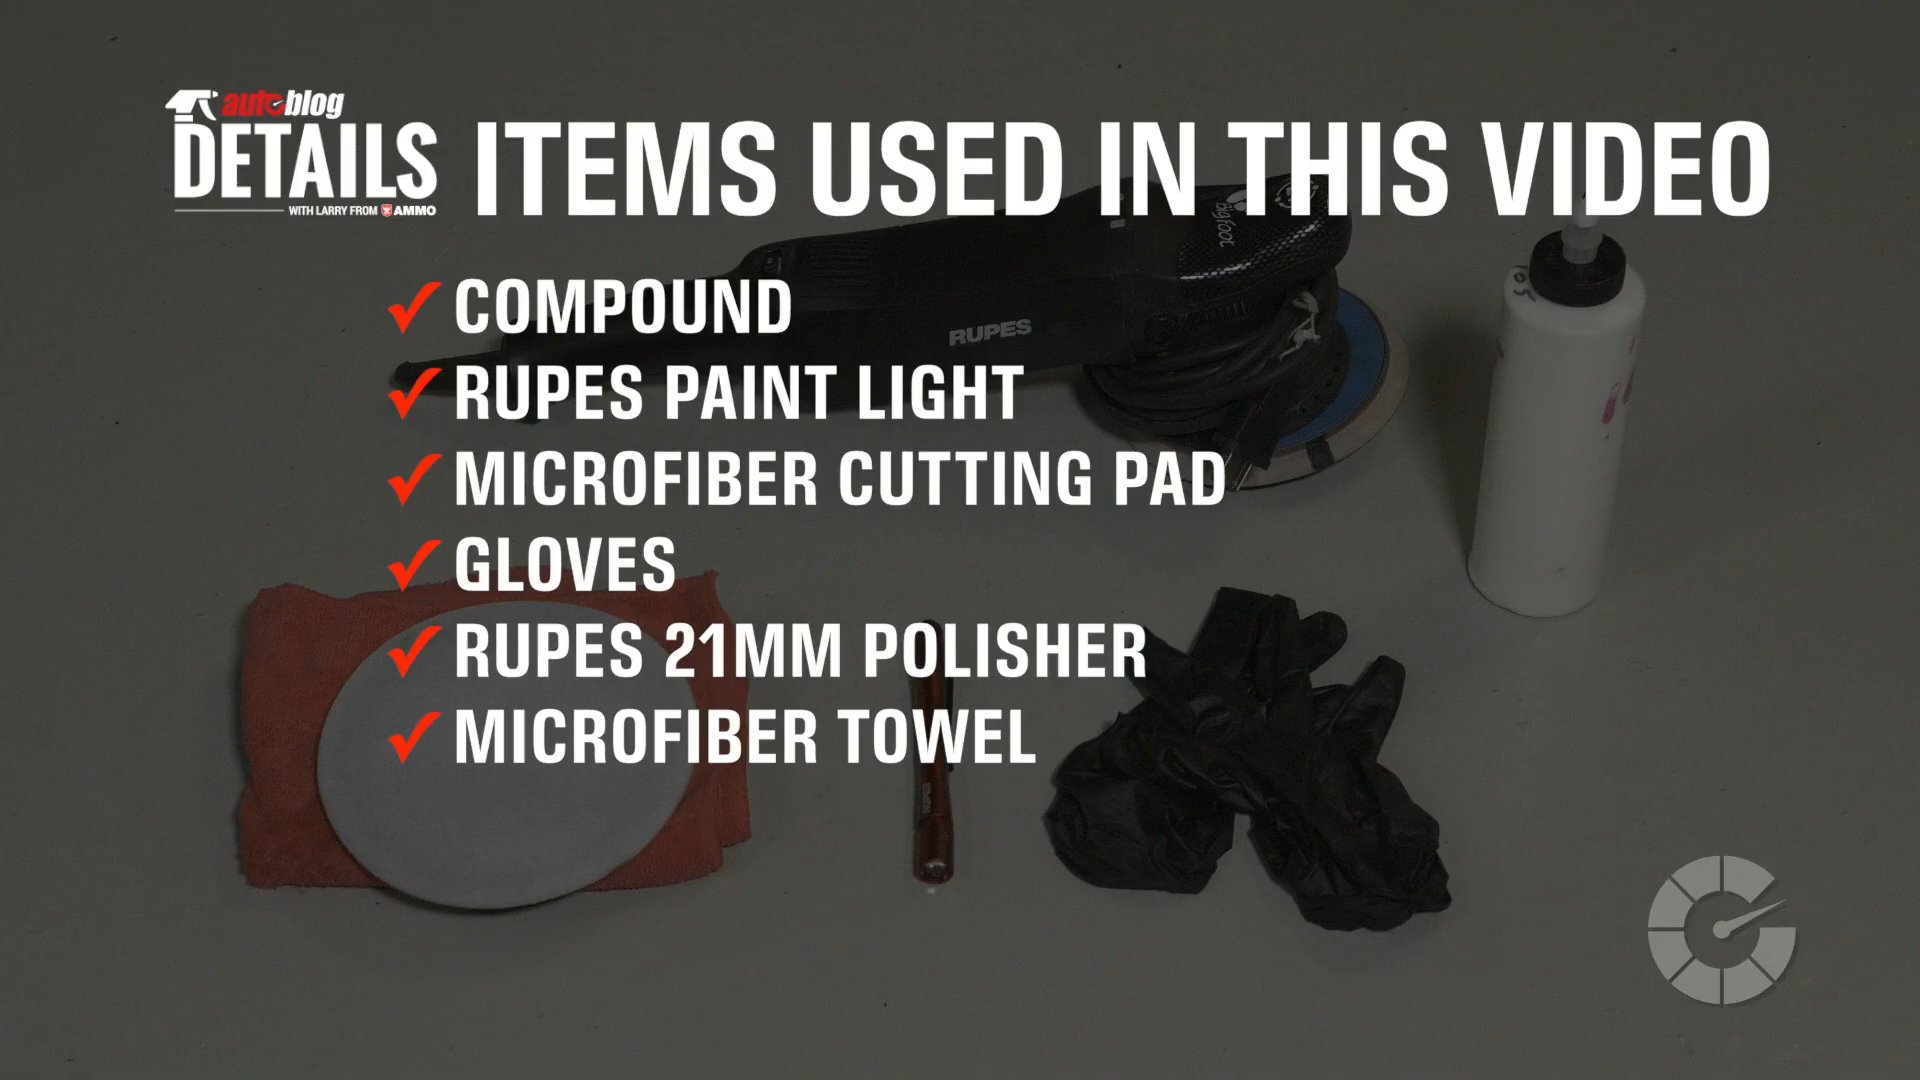 autoblog
DETAILS
WITH LARRY FROM AMMO
ITEMS USED IN THIS VIDEO
Bigfoot
COMPOUND
RUPES
RUPES PAINT LIGHT
MICROFIBER CUTTING PAD
GLOVES
RUPES 21MM POLISHER
MICROFIBER TOWEL
RUPES